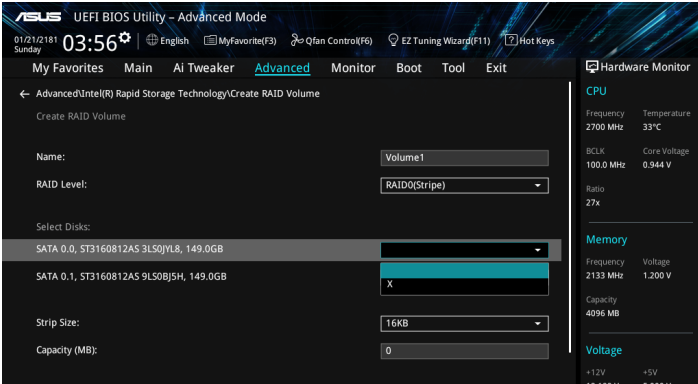 ASUS UEFI BIOS Utility – Advanced Mode
01/21/2181 Sunday 03:56 English MyFavorite(F3) Qfan Control(F6) EZ Tuning Wizard(F11) ? Hot Keys
My Favorites Main Ai Tweaker Advanced Monitor Boot Tool Exit
← Advanced\Intel(R) Rapid Storage Technology\Create RAID Volume
Create RAID Volume
Name: Volume1
RAID Level: RAID0(Stripe)
Select Disks:
SATA 0.0, ST3160812AS 3LS0JYL8, 149.0GB
SATA 0.1, ST3160812AS 9LS0BJ5H, 149.0GB
X
Strip Size: 16KB
Capacity (MB): 0
Hardware Monitor
CPU
Frequency Temperature
2700 MHz 33°C
BCLK Core Voltage
100.0 MHz 0.944 V
Ratio
27x
Memory
Frequency Voltage
2133 MHz 1.200 V
Capacity
4096 MB
Voltage
+12V +5V